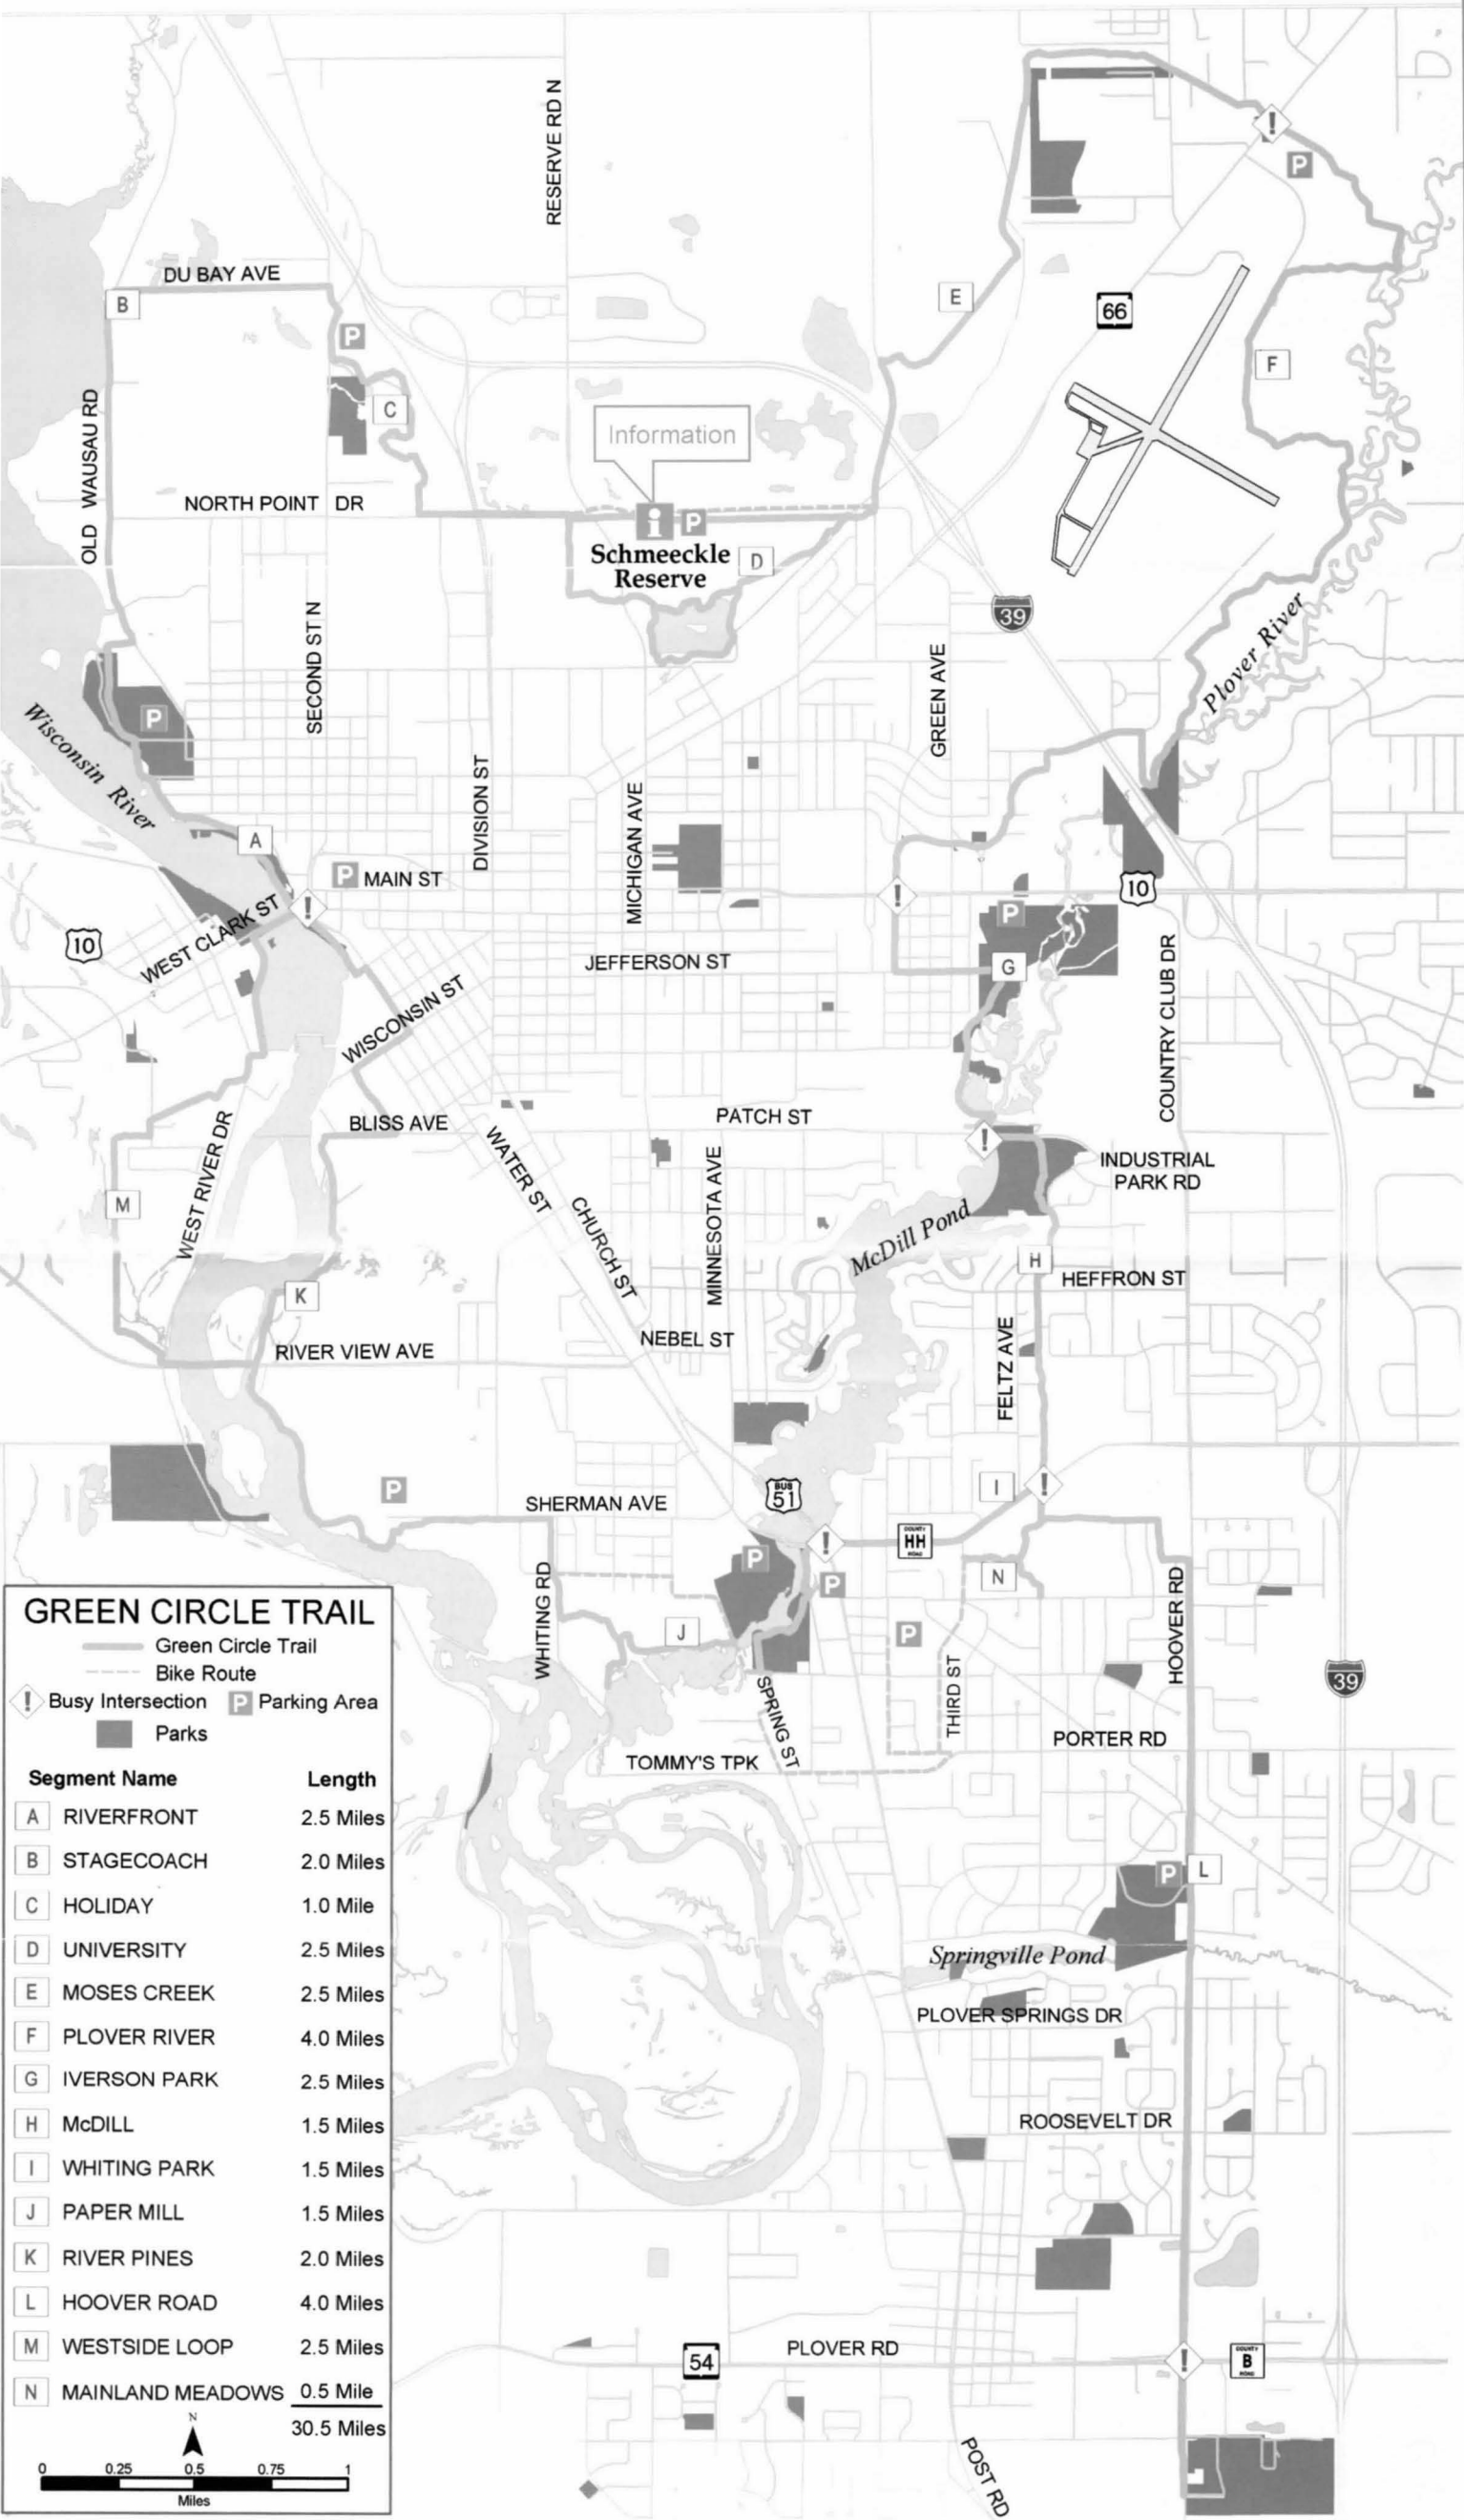 RESERVE RD N
!
P
DU BAY AVE
B
E
66
P
F
OLD WAUSAU RD
C
Information
NORTH POINT DR
i P
Schmeeckle
Reserve
D
39
Plover River
SECOND ST N
GREEN AVE
P
Wisconsin River
DIVISION ST
MICHIGAN AVE
A
P MAIN ST
!
!
10
P
WEST CLARK ST
10
JEFFERSON ST
G
COUNTRY CLUB DR
WISCONSIN ST
BLISS AVE
PATCH ST
WEST RIVER DR
WATER ST
!
INDUSTRIAL
PARK RD
M
MINNESOTA AVE
CHURCH ST
McDill Pond
H
HEFFRON ST
K
RIVER VIEW AVE
NEBEL ST
FELTZ AVE
P
SHERMAN AVE
BUS
51
I
!
!
COUNTY
HH
ROAD
P
P
N
WHITING RD
HOOVER RD
J
P
39
THIRD ST
SPRING ST
PORTER RD
TOMMY'S TPK
P
L
Springville Pond
PLOVER SPRINGS DR
ROOSEVELT DR
54
PLOVER RD
!
COUNTY
B
ROAD
POST RD
GREEN CIRCLE TRAIL
Green Circle Trail
Bike Route
! Busy Intersection P Parking Area
Parks
Segment Name Length
A RIVERFRONT 2.5 Miles
B STAGECOACH 2.0 Miles
C HOLIDAY 1.0 Mile
D UNIVERSITY 2.5 Miles
E MOSES CREEK 2.5 Miles
F PLOVER RIVER 4.0 Miles
G IVERSON PARK 2.5 Miles
H McDILL 1.5 Miles
I WHITING PARK 1.5 Miles
J PAPER MILL 1.5 Miles
K RIVER PINES 2.0 Miles
L HOOVER ROAD 4.0 Miles
M WESTSIDE LOOP 2.5 Miles
N MAINLAND MEADOWS 0.5 Mile
30.5 Miles
N
0 0.25 0.5 0.75 1
Miles